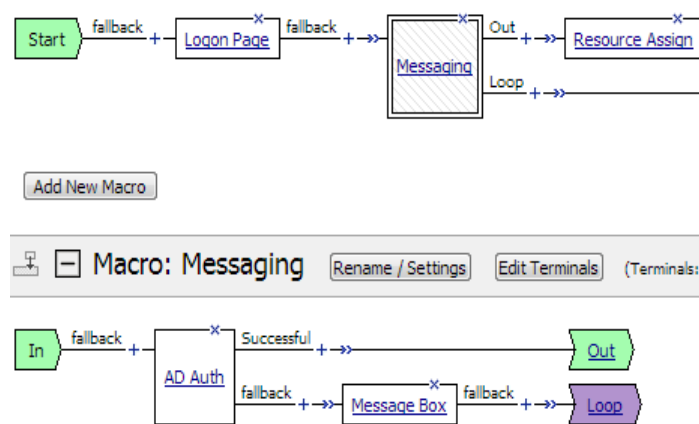 Start fallback + Logon Page fallback + Messaging Out + Resource Assign
Loop +
Add New Macro
Macro: Messaging Rename / Settings Edit Terminals (Terminals:
In fallback + AD Auth Successful + Out
fallback + Message Box fallback + Loop